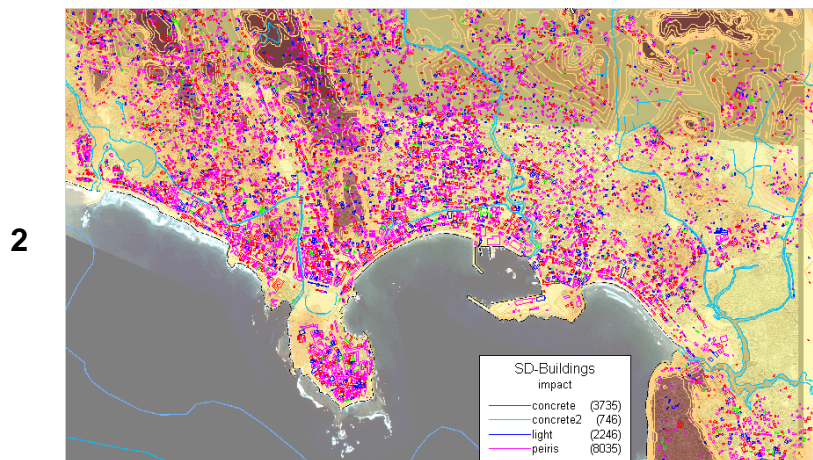 2
SD-Buildings
impact
concrete (3735)
concrete2 (746)
light (2246)
peiris (8035)